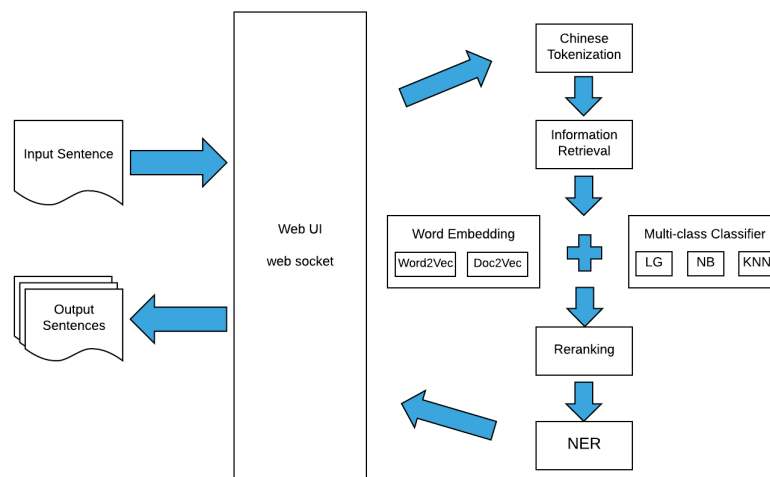 Input Sentence
Output
Sentences
Web UI
web socket
Chinese
Tokenization
Information
Retrieval
Word Embedding
Word2Vec
Doc2Vec
Multi-class Classifier
LG
NB
KNN
Reranking
NER